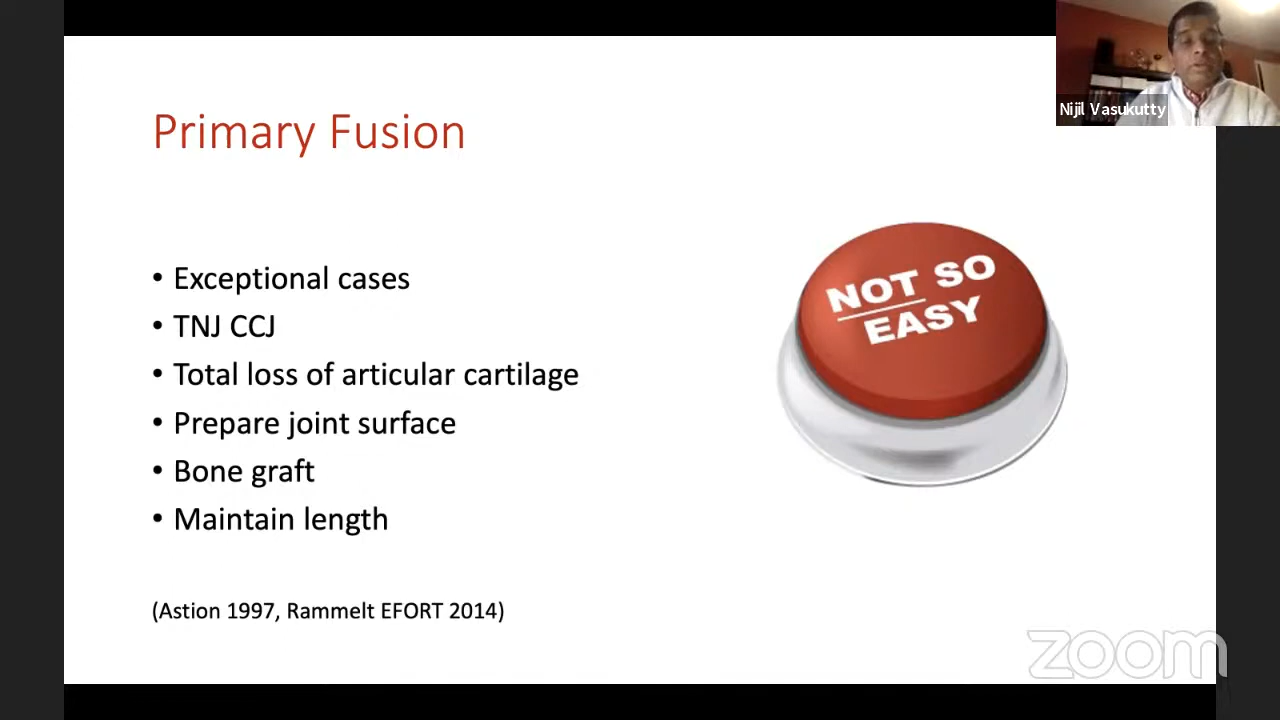 Primary Fusion
• Exceptional cases
• TNJ CCJ
• Total loss of articular cartilage
• Prepare joint surface
• Bone graft
• Maintain length
(Astion 1997, Rammelt EFORT 2014)
NOT SO
EASY
Nijil Vasukutty
zoom